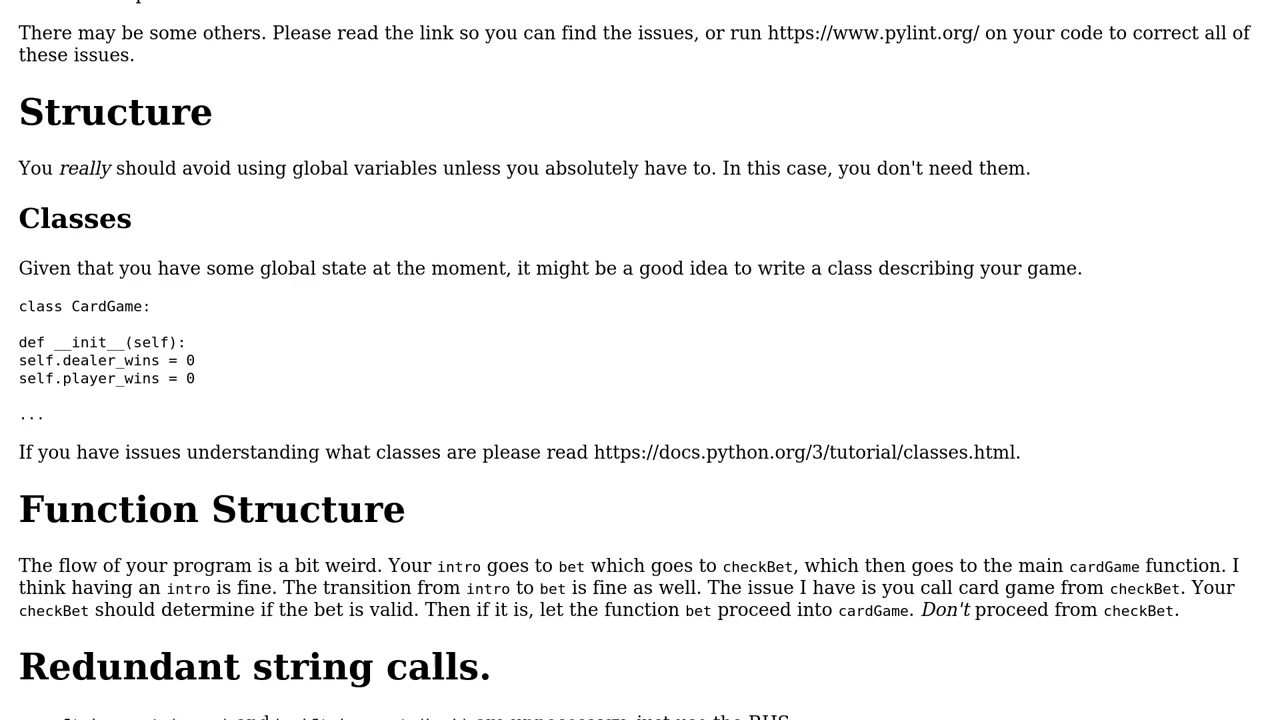 There may be some others. Please read the link so you can find the issues, or run https://www.pylint.org/ on your code to correct all of
these issues.
Structure
You really should avoid using global variables unless you absolutely have to. In this case, you don't need them.
Classes
Given that you have some global state at the moment, it might be a good idea to write a class describing your game.
class CardGame:
def __init__(self):
self.dealer_wins = 0
self.player_wins = 0
...
If you have issues understanding what classes are please read https://docs.python.org/3/tutorial/classes.html.
Function Structure
The flow of your program is a bit weird. Your intro goes to bet which goes to checkBet, which then goes to the main cardGame function. I
think having an intro is fine. The transition from intro to bet is fine as well. The issue I have is you call card game from checkBet. Your
checkBet should determine if the bet is valid. Then if it is, let the function bet proceed into cardGame. Don't proceed from checkBet.
Redundant string calls.
and are unnecessary, just use the RHS.